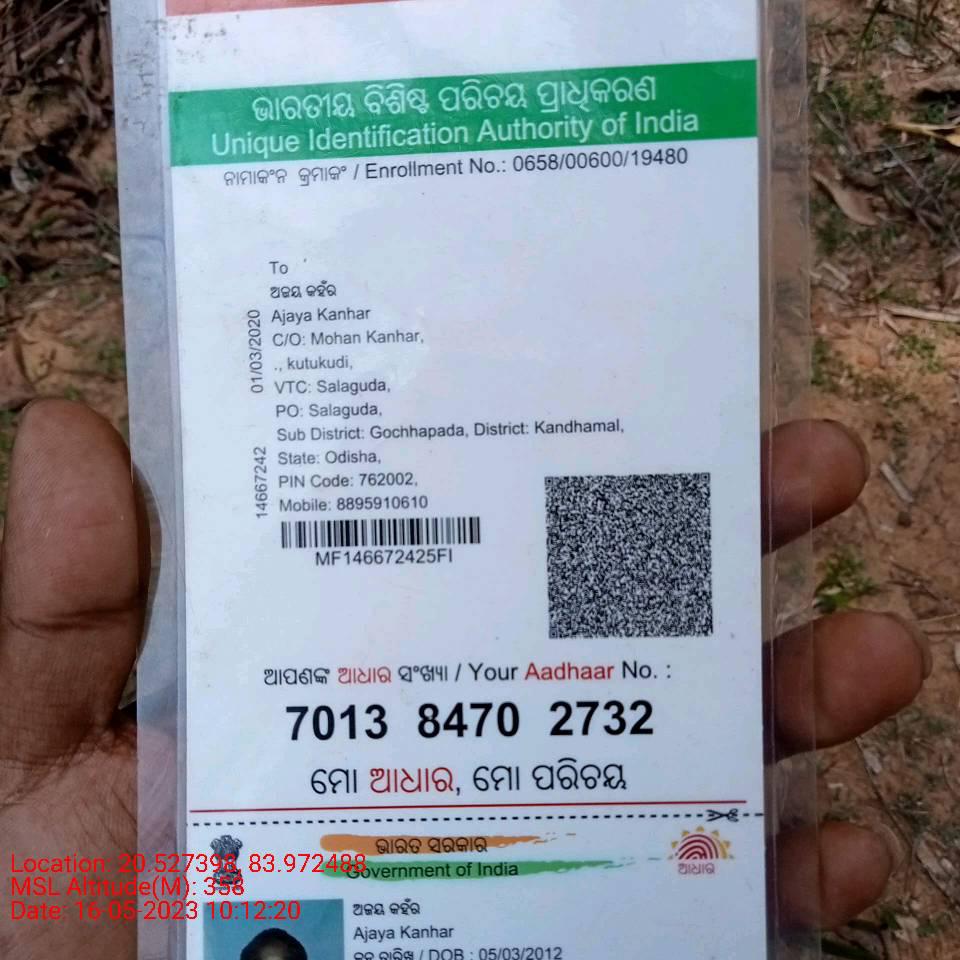 ଭାରତୀୟ ବିଶିଷ୍ଟ ପରିଚୟ ପ୍ରାଧିକରଣ
Unique Identification Authority of India
ନାମାଙ୍କନ କ୍ରମାଙ୍କ / Enrollment No.: 0658/00600/19480
To
ଅଜୟ କହଁର
Ajaya Kanhar
C/O: Mohan Kanhar,
., kutukudi,
VTC: Salaguda,
PO: Salaguda,
Sub District: Gochhapada, District: Kandhamal,
State: Odisha,
PIN Code: 762002,
Mobile: 8895910610
01/03/2020
14667242
MF146672425FI
ଆପଣଙ୍କ ଆଧାର ସଂଖ୍ୟା / Your Aadhaar No. :
7013 8470 2732
ମୋ ଆଧାର, ମୋ ପରିଚୟ
ଭାରତ ସରକାର
Government of India
ଆଧାର
ଅଜୟ କହଁର
Ajaya Kanhar
ଜନ୍ମ ତାରିଖ / DOB : 05/03/2012
Location: 20.527398, 83.972488
MSL Altitude(M): 358
Date: 16-05-2023 10:12:20